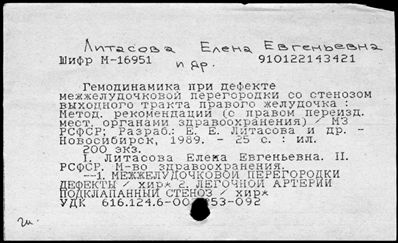 Литасова Елена Евгеньевна
и др.
Шифр М-16951 910122143421
Гемодинамика при дефекте
межжелудочковой перегородки со стенозом
выходного тракта правого желудочка :
Метод. рекомендации (с правом переизд.
мест. органами здравоохранения) / МЗ
РСФСР; Разраб.: Е. Е. Литасова и др. -
Новосибирск, 1989. - 25 с. : ил.
200 экз.
I. Литасова Елена Евгеньевна. II.
РСФСР. М-во здравоохранения.
--1. МЕЖЖЕЛУДОЧКОВОЙ ПЕРЕГОРОДКИ
ДЕФЕКТЫ / хир* 2. ЛЕГОЧНОЙ АРТЕРИИ
ПОДКЛАПАННЫЙ СТЕНОЗ / хир*
УДК 616.124.6-00 053-092